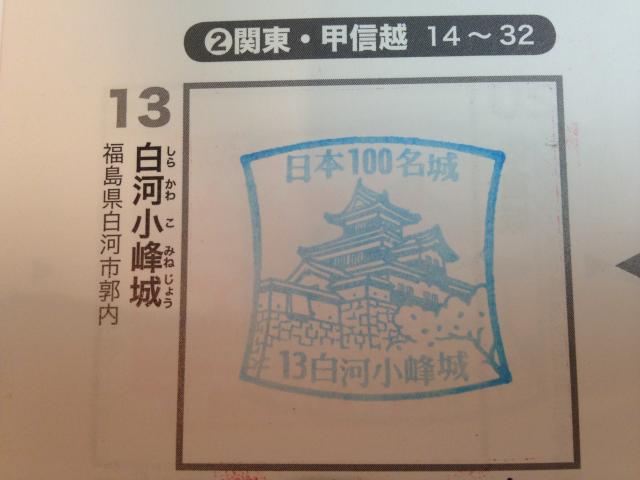 ❷関東・甲信越 14～32
13
白河小峰城
しらかわこみねじょう
福島県白河市郭内
日本100名城
13白河小峰城